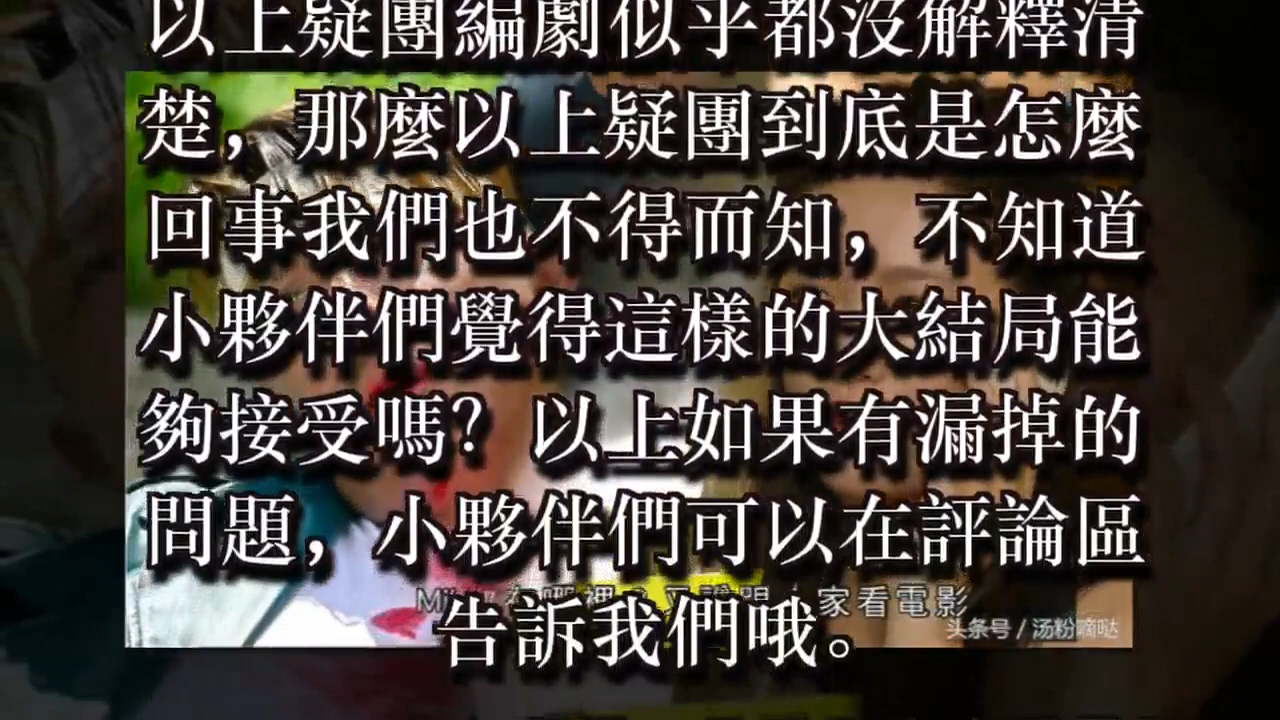 以上疑團編劇似乎都沒解釋清
楚，那麼以上疑團到底是怎麼
回事我們也不得而知，不知道
小夥伴們覺得這樣的大結局能
夠接受嗎？以上如果有漏掉的
問題，小夥伴們可以在評論區
告訴我們哦。
家看電影
头条号 / 汤粉嘀哒